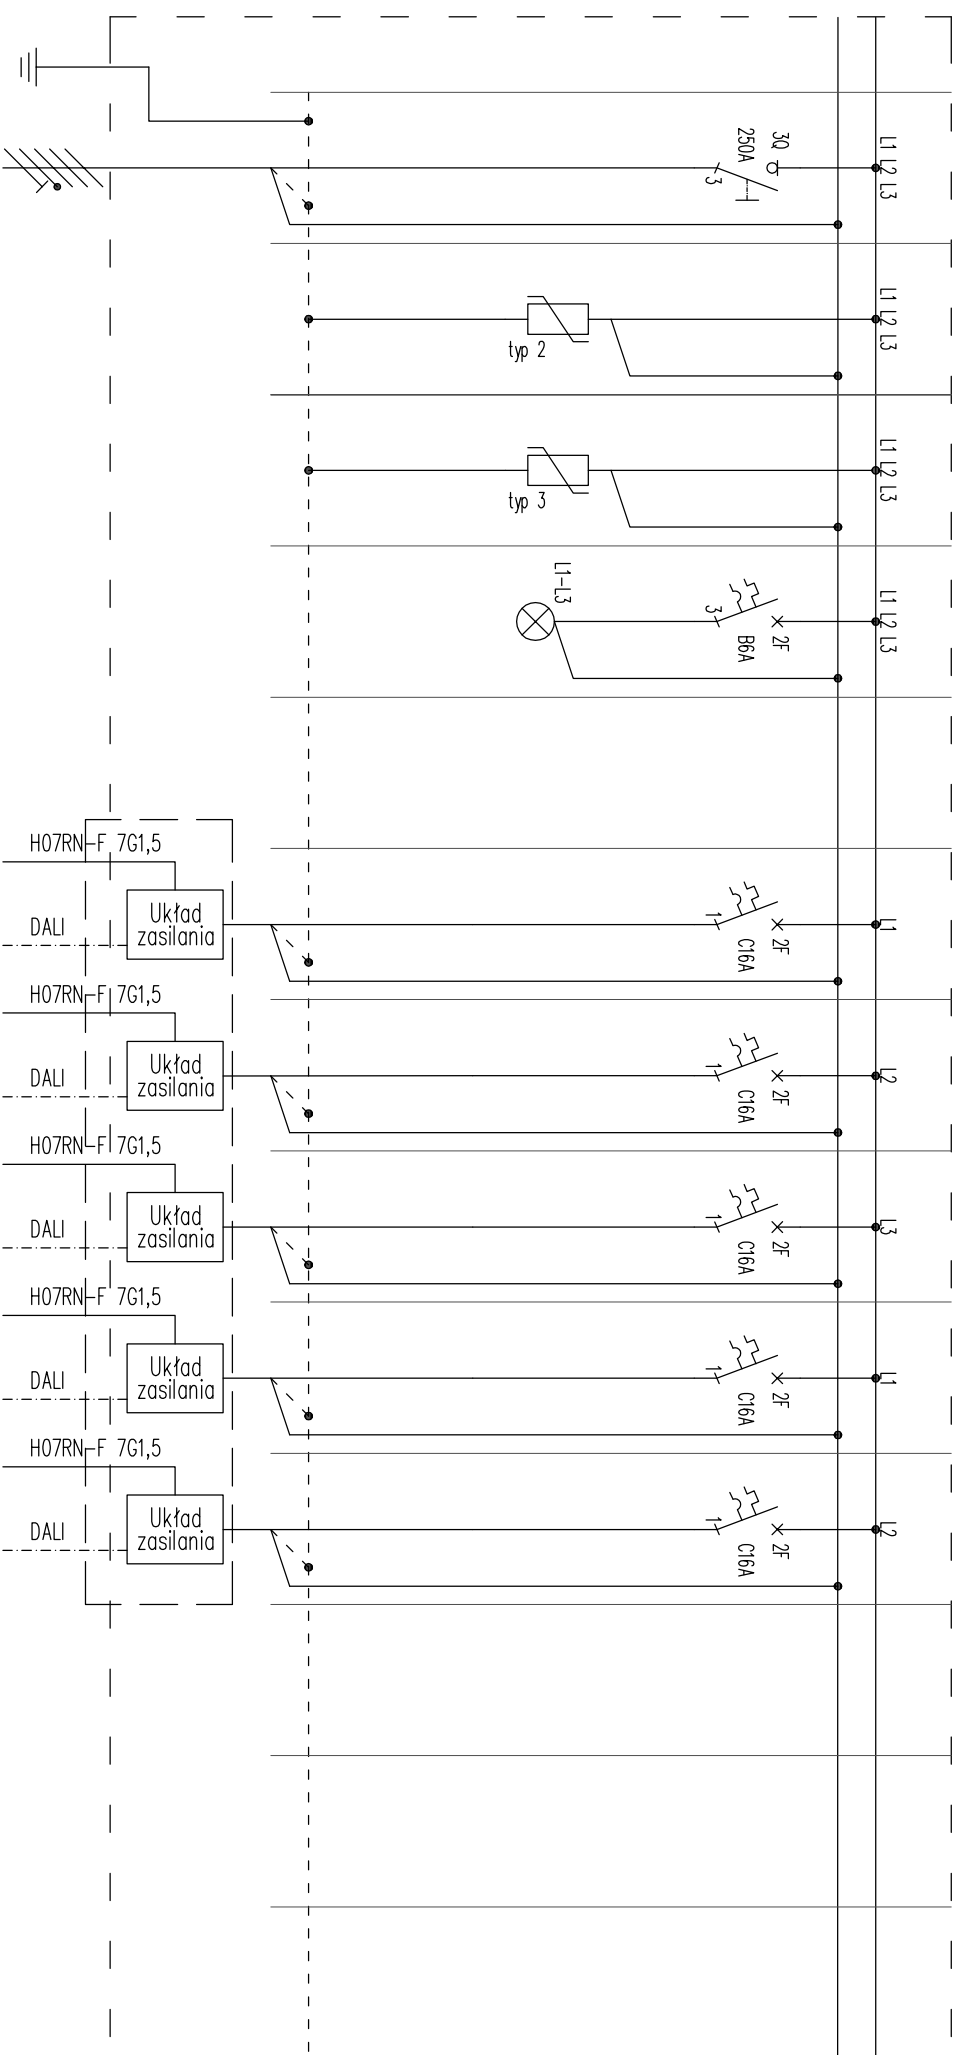 L1 L2 L3
3Q
250A
3
L1 L2 L3
typ 2
L1 L2 L3
typ 3
L1 L2 L3
L1-L3
3
2F
B6A
H07RN-F 7G1,5
Układ
zasilania
DALI
L1
1
2F
C16A
H07RN-F 7G1,5
Układ
zasilania
DALI
L2
1
2F
C16A
H07RN-F 7G1,5
Układ
zasilania
DALI
L3
1
2F
C16A
H07RN-F 7G1,5
Układ
zasilania
DALI
L1
1
2F
C16A
H07RN-F 7G1,5
Układ
zasilania
DALI
L2
1
2F
C16A